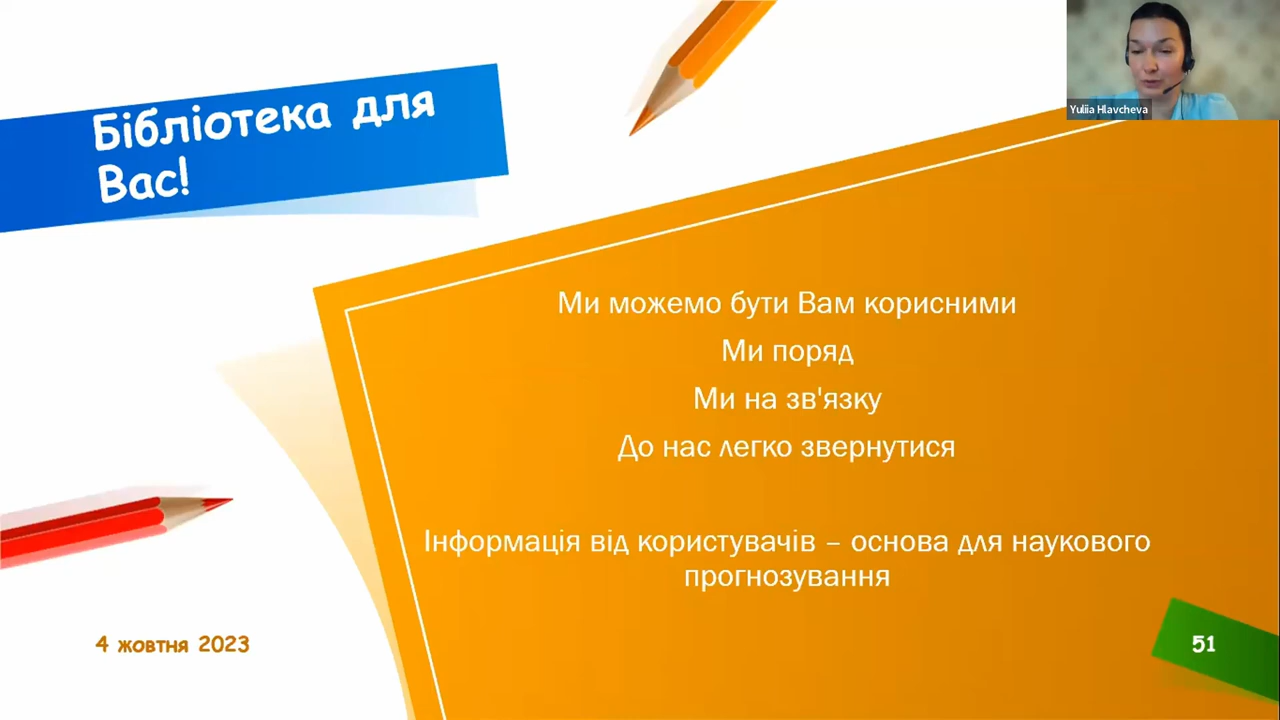 Бібліотека для
Вас!
Yuliia Hlavcheva
Ми можемо бути Вам корисними
Ми поряд
Ми на зв'язку
До нас легко звернутися
Інформація від користувачів – основа для наукового
прогнозування
4 жовтня 2023
51